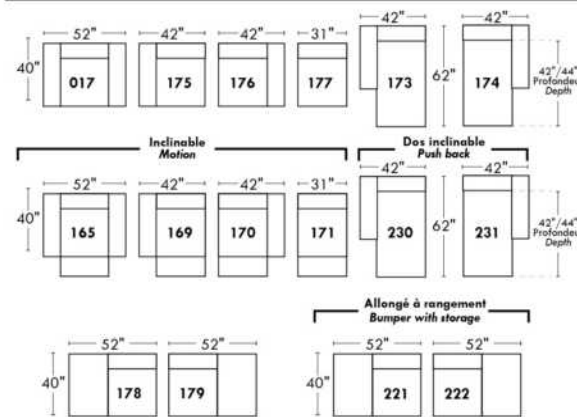 52" 42" 42" 31" 42" 42"
40" 017 175 176 177 173 62" 174 42"/44"
Profondeur
Depth
Inclinable
Motion
Dos inclinable
Push back
52" 42" 42" 31" 42" 42"
40" 165 169 170 171 230 62" 231 42"/44"
Profondeur
Depth
Allongé à rangement
Bumper with storage
52" 52" 52" 52"
40" 178 179 40" 221 222